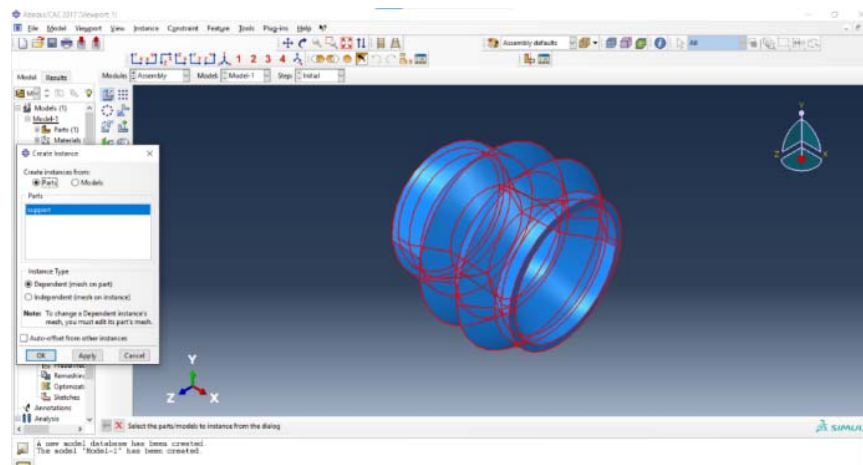 Abaqus/CAE 2017 [Viewport: 1]
File Model Viewport View Instance Constraint Feature Tools Plug-ins Help
1 2 3 4
Assembly defaults
All
Model Results
Module: Assembly Model: Model-1 Step: Initial
Models (1)
Model-1
Parts (1)
Materials
Create Instance
Create instances from:
Parts Models
Parts
support
Instance Type
Dependent (mesh on part)
Independent (mesh on instance)
Note: To change a Dependent instance's
mesh, you must edit its part's mesh.
Auto-offset from other instances
OK Apply Cancel
Optimizati
Sketches
Annotations
Analysis
Y
Z X
Y
Z X
Select the parts/models to instance from the dialog
SIMUL
A new model database has been created.
The model "Model-1" has been created.